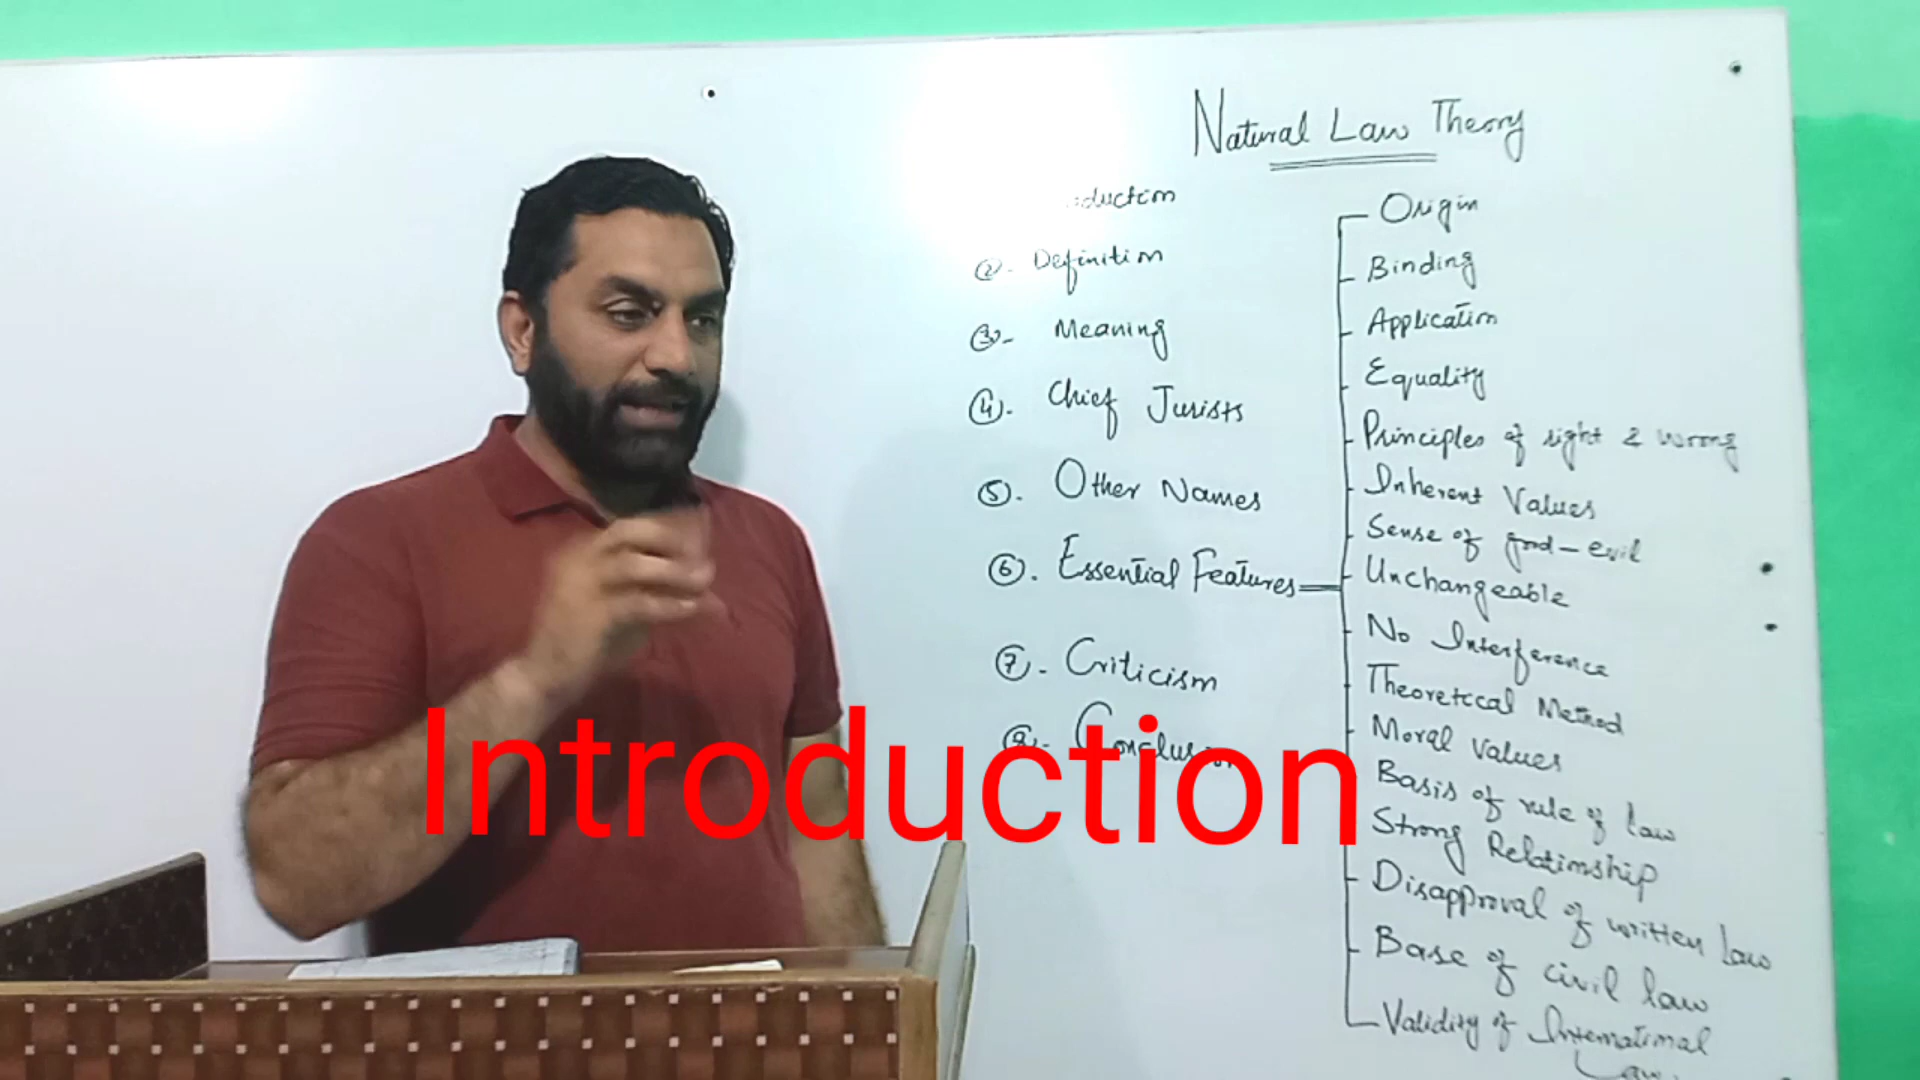 Natural Law Theory
duction
2. Definition
3- Meaning
4. Chief Jurists
5. Other Names
6. Essential Features
7. Criticism
8. Conclusion
Origin
Binding
Application
Equality
Principles of right & wrong
Inherent Values
Sense of good-evil
Unchangeable
No Interference
Theoretical Method
Moral values
Basis of rule of law
Strong Relationship
Disapproval of written law
Base of civil law
Validity of International
Law
Introduction